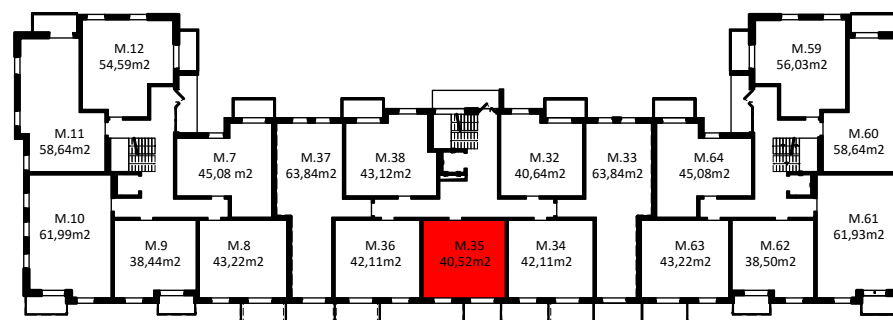 M.12
54,59m2
M.59
56,03m2
M.11
58,64m2
M.60
58,64m2
M.7
45,08 m2
M.37
63,84m2
M.38
43,12m2
M.32
40,64m2
M.33
63,84m2
M.64
45,08m2
M.10
61,99m2
M.9
38,44m2
M.8
43,22m2
M.36
42,11m2
M.35
40,52m2
M.34
42,11m2
M.63
43,22m2
M.62
38,50m2
M.61
61,93m2